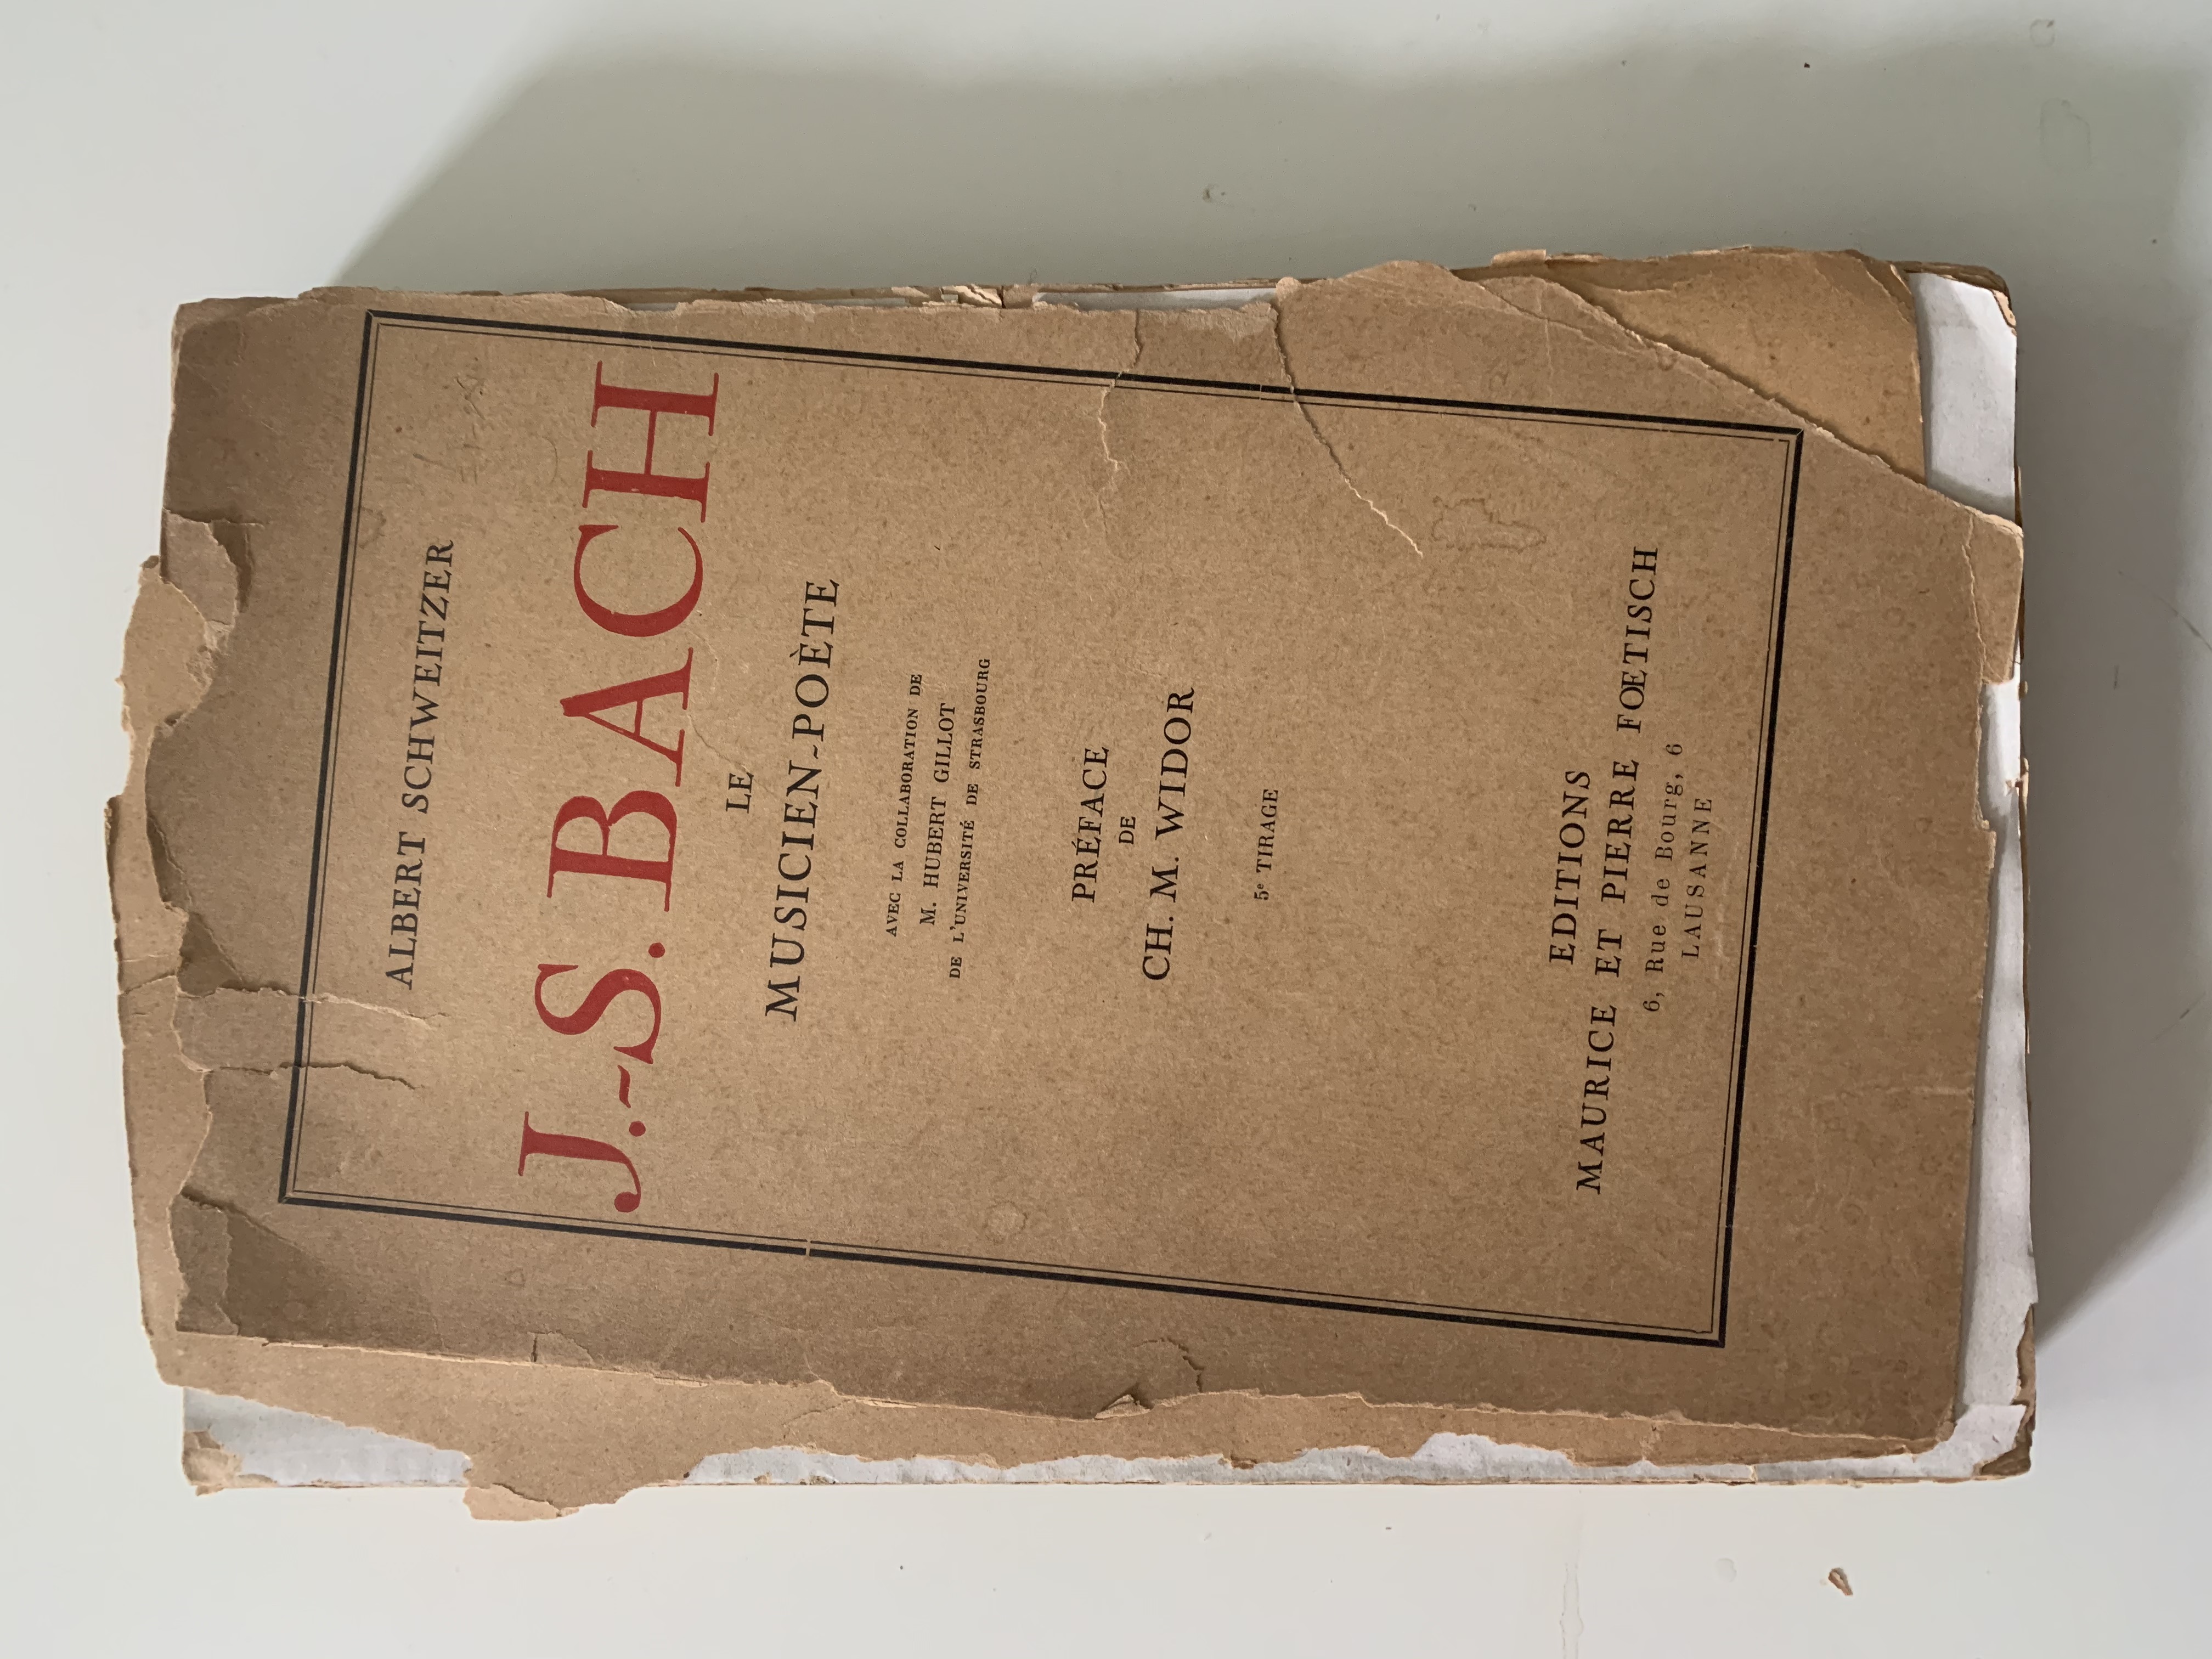 ALBERT SCHWEITZER
J.-S. BACH
LE
MUSICIEN-POÈTE
AVEC LA COLLABORATION DE
M. HUBERT GILLOT
DE L'UNIVERSITÉ DE STRASBOURG
PRÉFACE
DE
CH. M. WIDOR
5e TIRAGE
EDITIONS
MAURICE ET PIERRE FŒTISCH
6, Rue de Bourg, 6
LAUSANNE